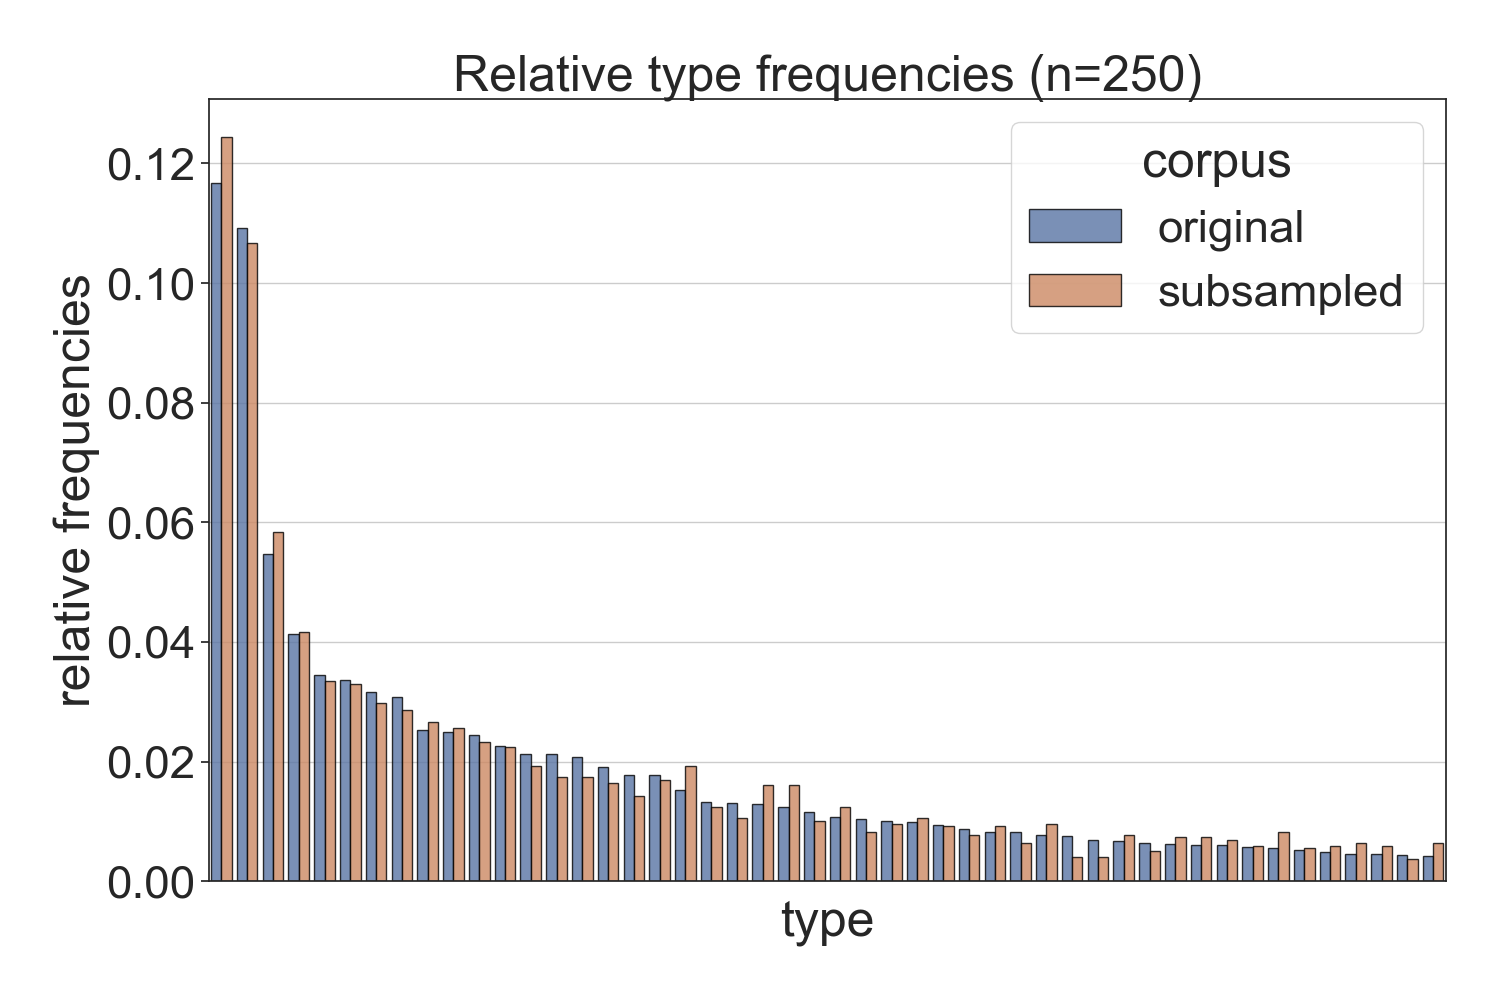 Relative type frequencies (n=250)
corpus
original
subsampled
0.12
0.10
0.08
0.06
0.04
0.02
0.00
relative frequencies
type